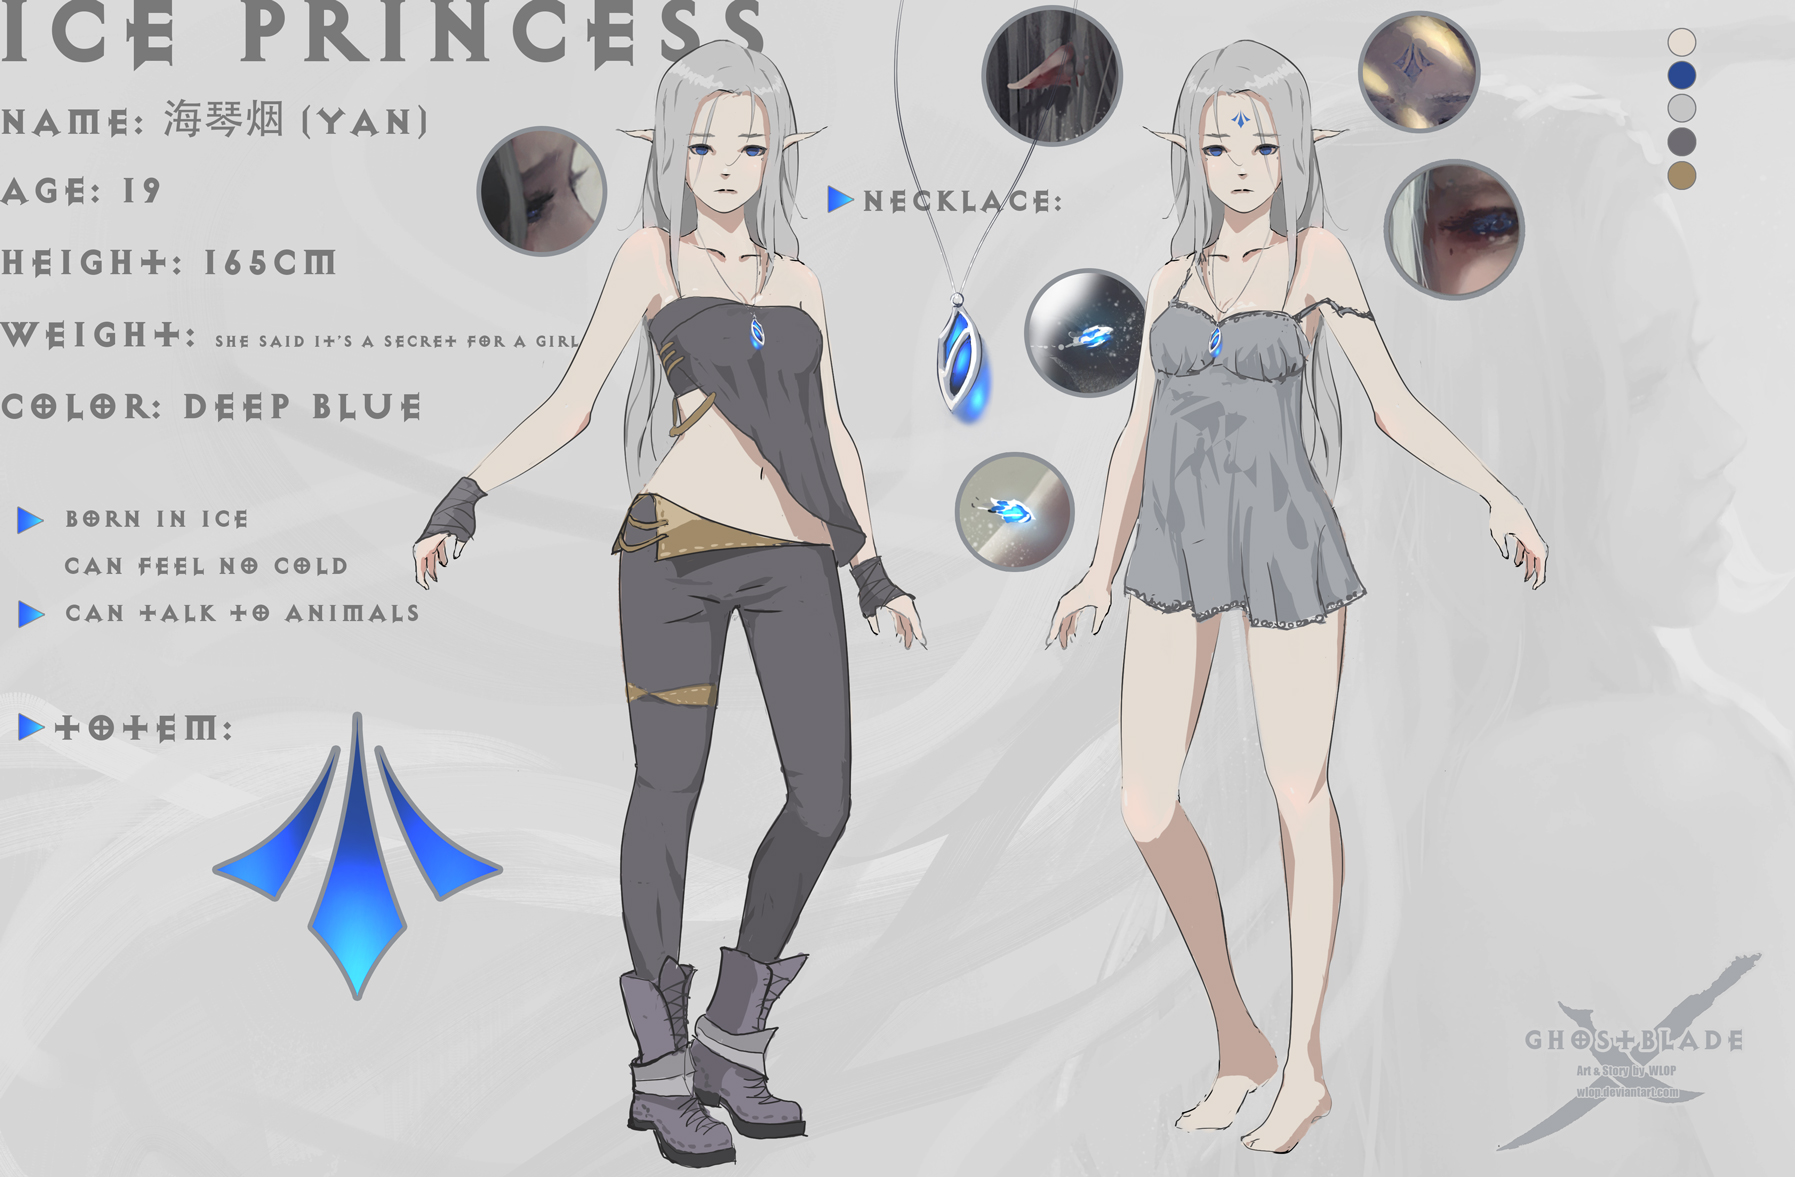 ICE PRINCESS
NAME: 海琴烟 (YAN)
AGE: 19
HEIGHT: 165CM
WEIGHT: SHE SAID IT'S A SECRET FOR A GIRL
COLOR: DEEP BLUE
BORN IN ICE
CAN FEEL NO COLD
CAN TALK TO ANIMALS
TOTEM:
NECKLACE:
GHOSTBLADE
Art & Story by WLOP
wlop.deviantart.com